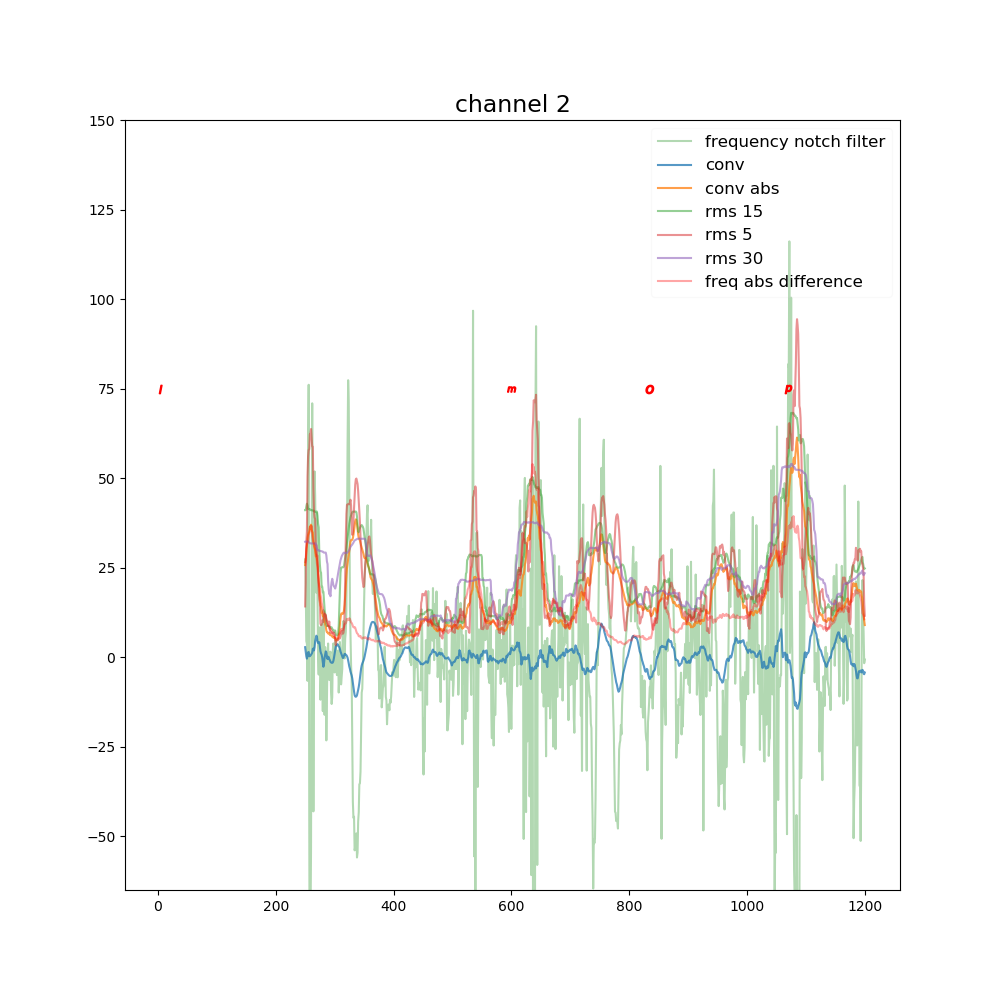 channel 2
150
125
100
75
50
25
0
−25
−50
frequency notch filter
conv
conv abs
rms 15
rms 5
rms 30
freq abs difference
I m O p
0 200 400 600 800 1000 1200